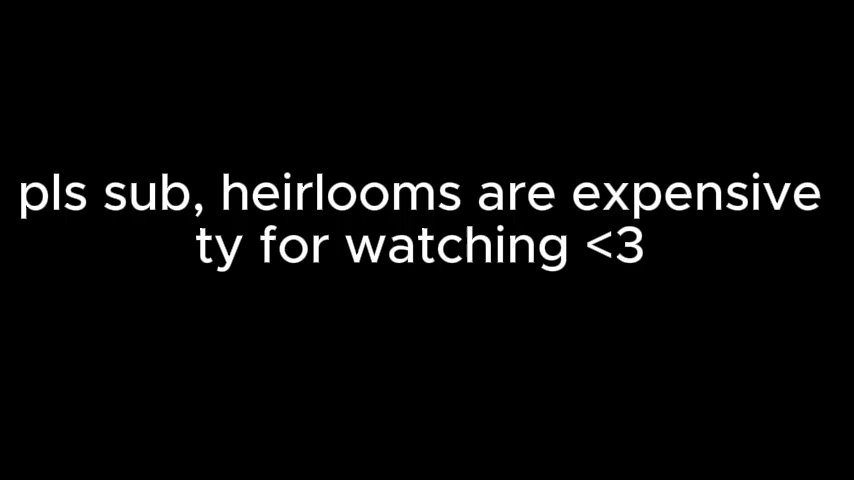 pls sub, heirlooms are expensive
ty for watching <3